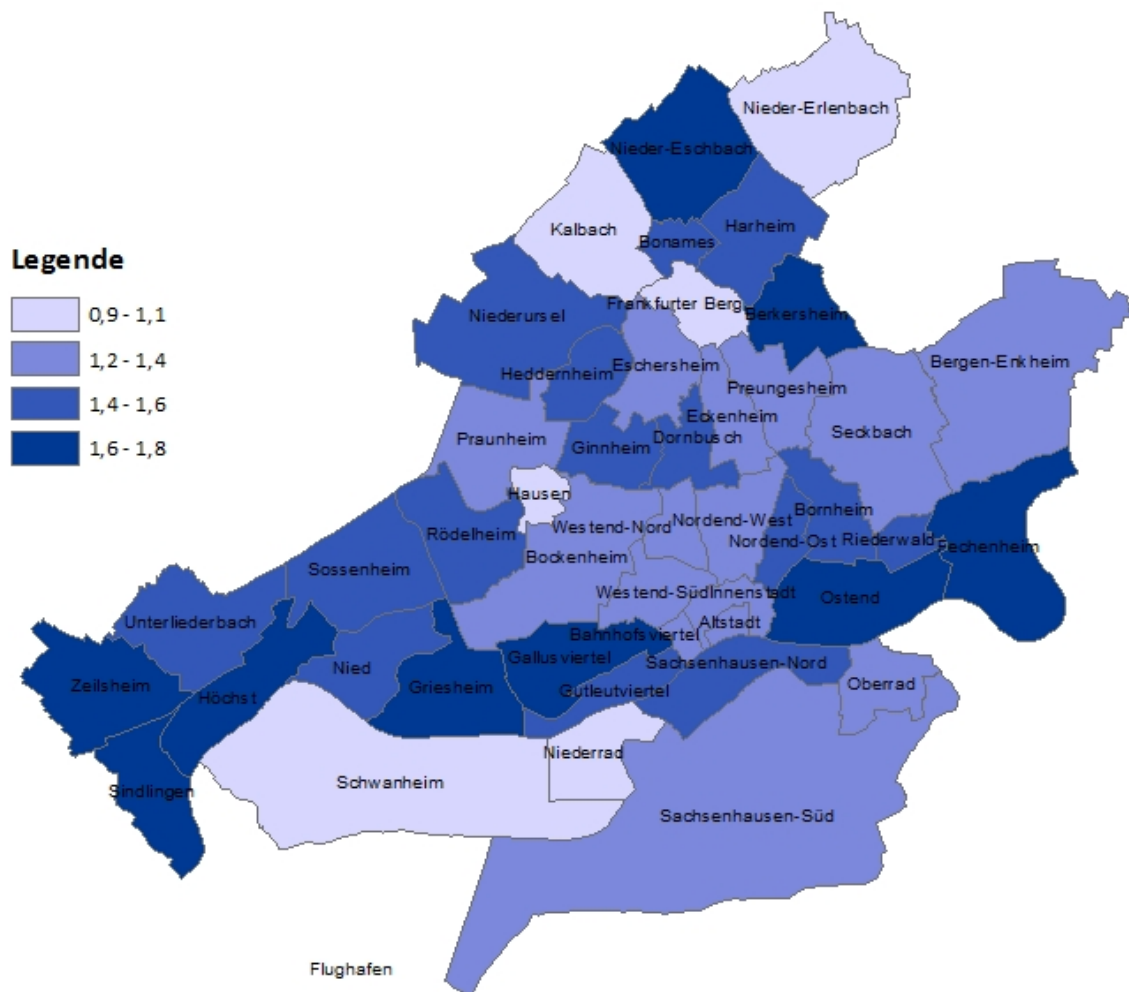 Legende
0,9 - 1,1
1,2 - 1,4
1,4 - 1,6
1,6 - 1,8
Nieder-Erlenbach
Nieder-Eschbach
Kalbach
Harheim
Bonames
Frankfurter Berg
Niederursel
Berkersheim
Bergen-Enkheim
Heddernheim
Eschersheim
Preungesheim
Eckenheim
Seckbach
Praunheim
Ginnheim
Dornbusch
Hausen
Rödelheim
Westend-Nord
Nordend-West
Bornheim
Nordend-Ost
Riederwald
Fechenheim
Bockenheim
Sossenheim
Westend-Süd
Innenstadt
Ostend
Unterliederbach
Altstadt
Bahnhofsviertel
Gallusviertel
Sachsenhausen-Nord
Nied
Zeilsheim
Höchst
Griesheim
Gutleutviertel
Oberrad
Niederrad
Schwanheim
Sindlingen
Sachsenhausen-Süd
Flughafen